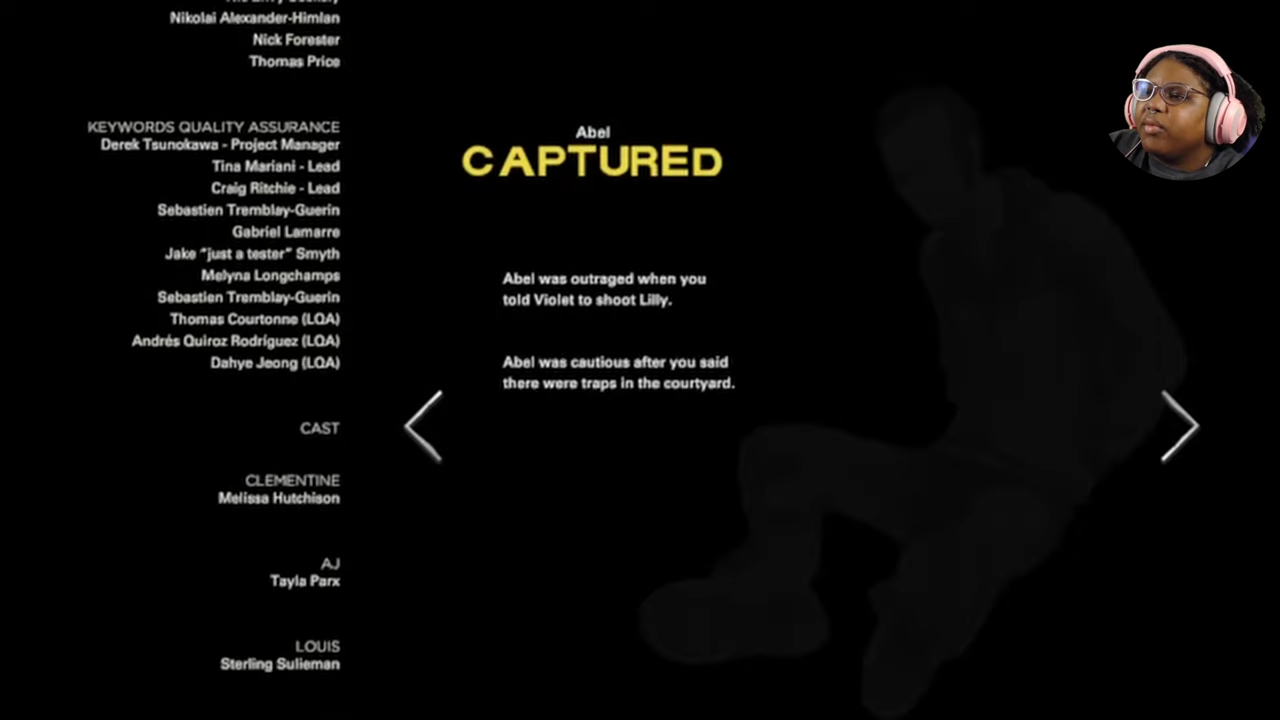 Nikolai Alexander-Himlan
Nick Forester
Thomas Price
KEYWORDS QUALITY ASSURANCE
Derek Tsunokawa - Project Manager
Tina Mariani - Lead
Craig Ritchie - Lead
Sebastien Tremblay-Guerin
Gabriel Lamarre
Jake “just a tester” Smyth
Melyna Longchamps
Sebastien Tremblay-Guerin
Thomas Courtonne (LQA)
Andrés Quiroz Rodríguez (LQA)
Dahye Jeong (LQA)
CAST
CLEMENTINE
Melissa Hutchison
AJ
Tayla Parx
LOUIS
Sterling Sulieman
Abel
CAPTURED
Abel was outraged when you
told Violet to shoot Lilly.
Abel was cautious after you said
there were traps in the courtyard.